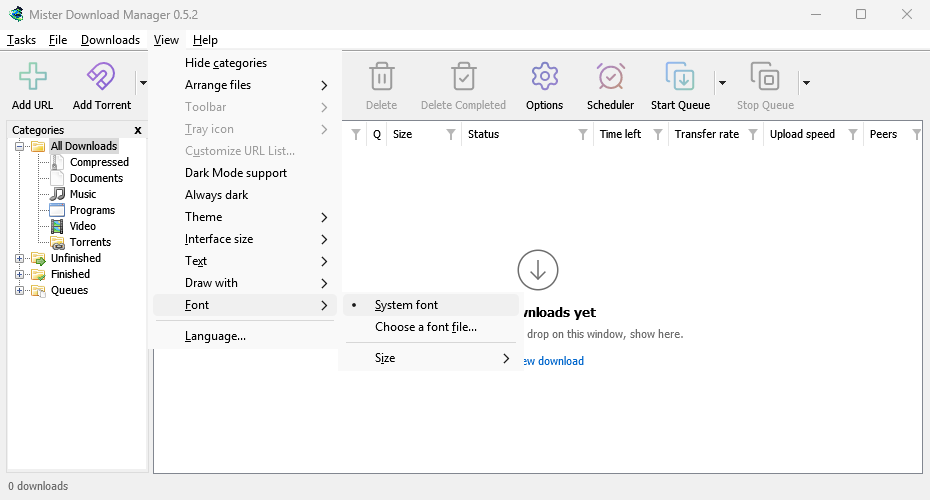 Mister Download Manager 0.5.2
Tasks File Downloads View Help
Add URL Add Torrent Delete Delete Completed Options Scheduler Start Queue Stop Queue
Hide categories
Arrange files
Toolbar
Tray icon
Customize URL List...
Dark Mode support
Always dark
Theme
Interface size
Text
Draw with
Font
Language...
System font
Choose a font file...
Size
Categories x
All Downloads
Compressed
Documents
Music
Programs
Video
Torrents
Unfinished
Finished
Queues
Q Size Status Time left Transfer rate Upload speed Peers
yet
drop on this window, show here.
download
0 downloads